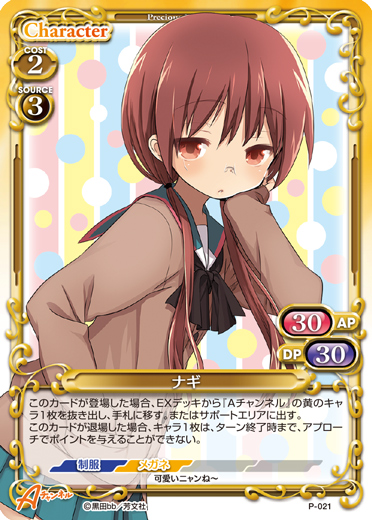 Precious
Character
COST
2
SOURCE
3
30 AP
DP 30
ナギ
このカードが登場した場合、EXデッキから『Aチャンネル』の黄のキャ
ラ1枚を抜き出し、手札に移す。またはサポートエリアに出す。
このカードが退場した場合、キャラ1枚は、ターン終了時まで、アプロー
チでポイントを与えることができない。
制服 メガネ
可愛いニャンね〜
Aチャンネル ©黒田bb/芳文社 P-021